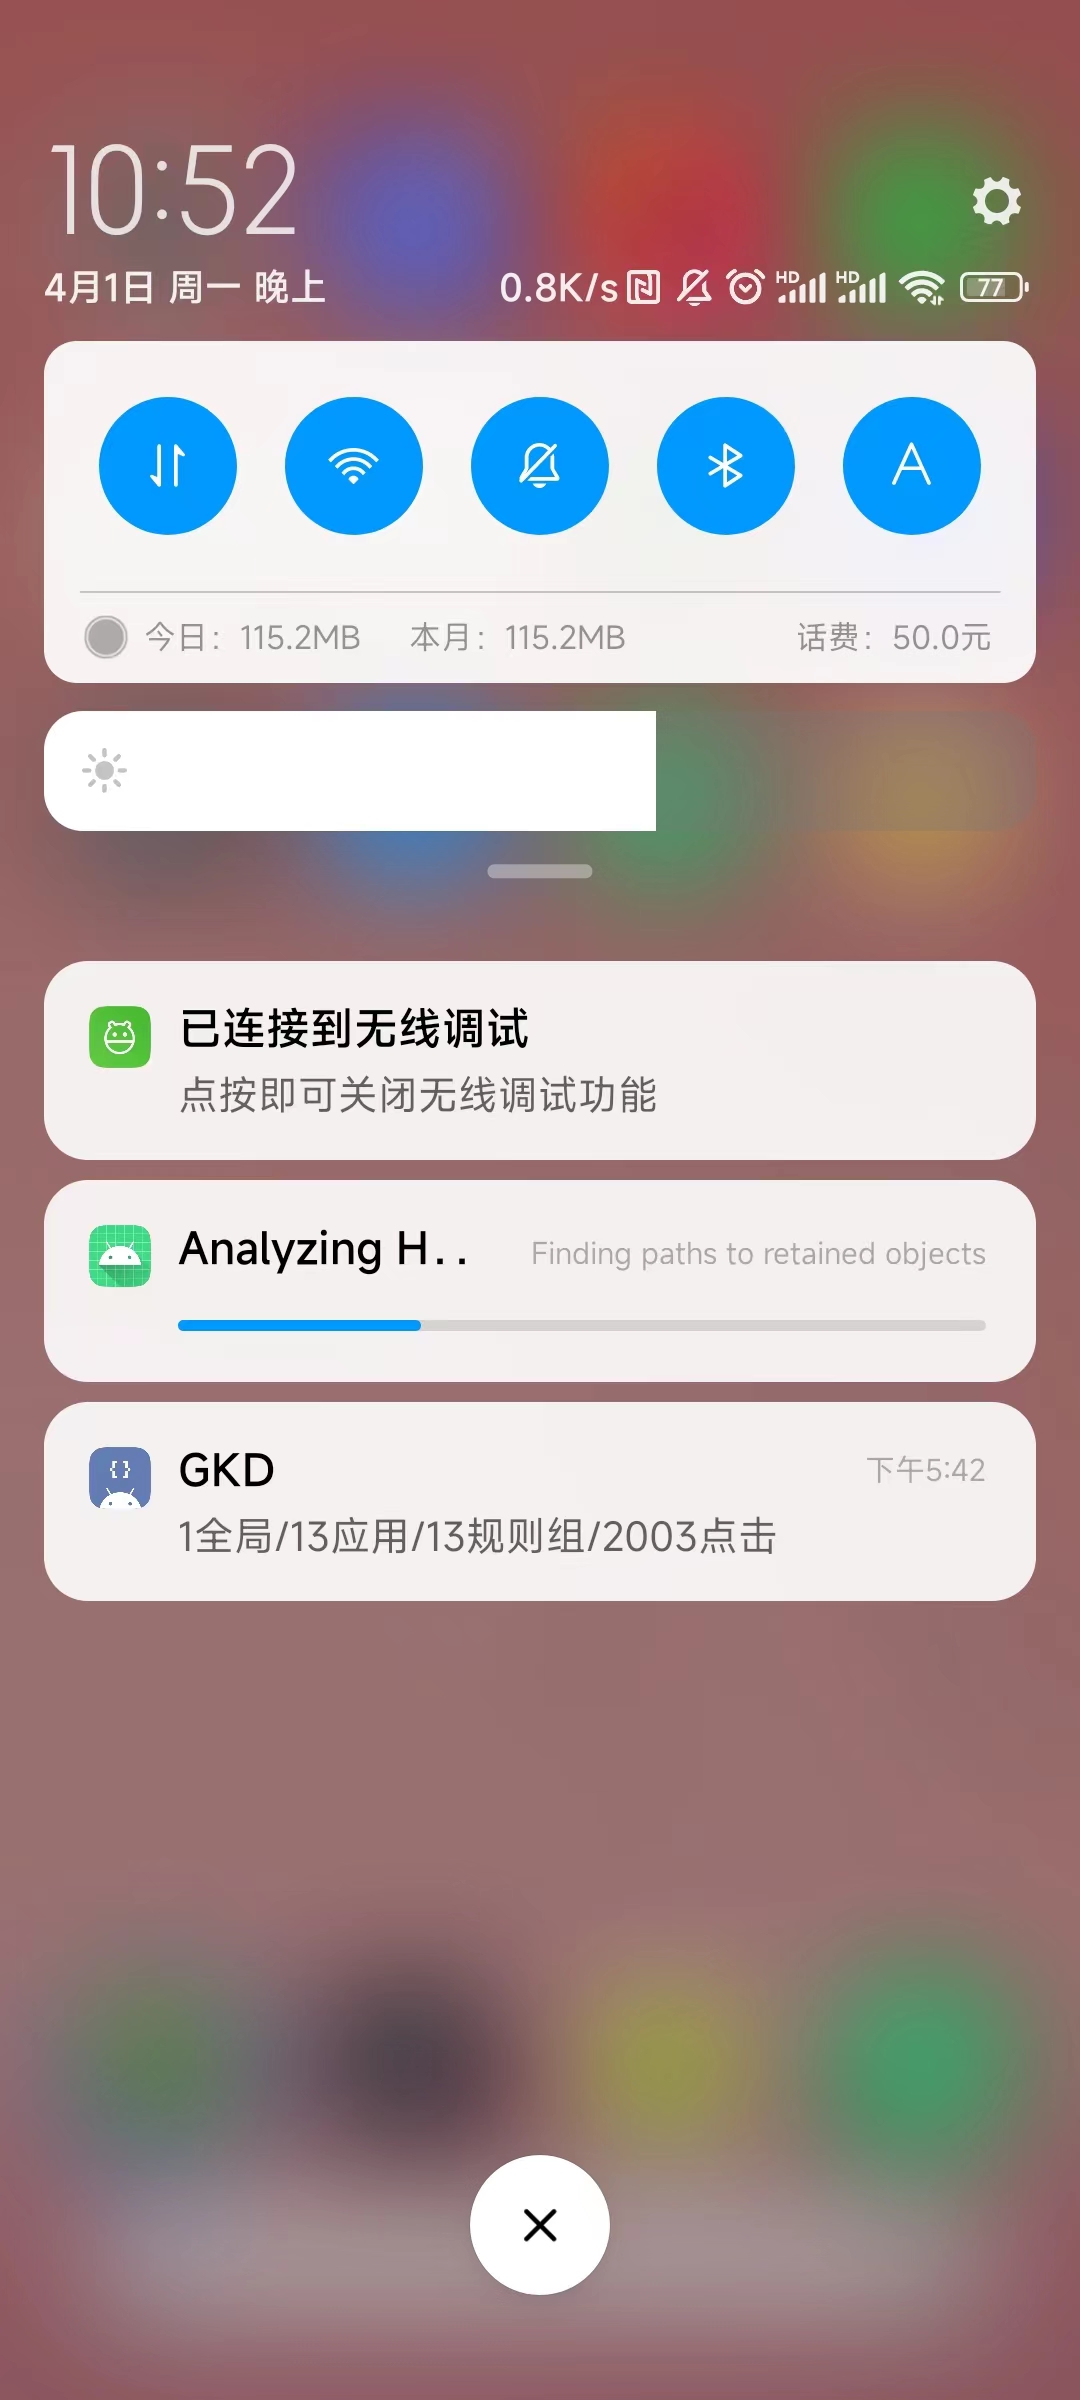 10:52
4月1日 周一 晚上
0.8K/s HD HD 77
A
今日：115.2MB 本月：115.2MB 话费：50.0元
已连接到无线调试
点按即可关闭无线调试功能
Analyzing H.. Finding paths to retained objects
GKD 下午5:42
1全局/13应用/13规则组/2003点击